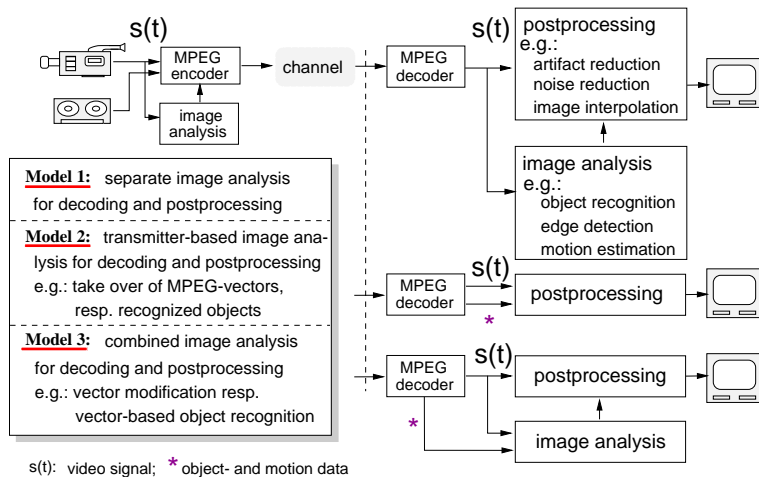 s(t)
MPEG
encoder
image
analysis
channel
MPEG
decoder
s(t)
postprocessing
e.g.:
artifact reduction
noise reduction
image interpolation
image analysis
e.g.:
object recognition
edge detection
motion estimation
Model 1: separate image analysis
for decoding and postprocessing
Model 2: transmitter-based image ana-
lysis for decoding and postprocessing
e.g.: take over of MPEG-vectors,
resp. recognized objects
Model 3: combined image analysis
for decoding and postprocessing
e.g.: vector modification resp.
vector-based object recognition
MPEG
decoder
s(t)
*
postprocessing
MPEG
decoder
s(t)
*
postprocessing
image analysis
s(t): video signal; * object- and motion data